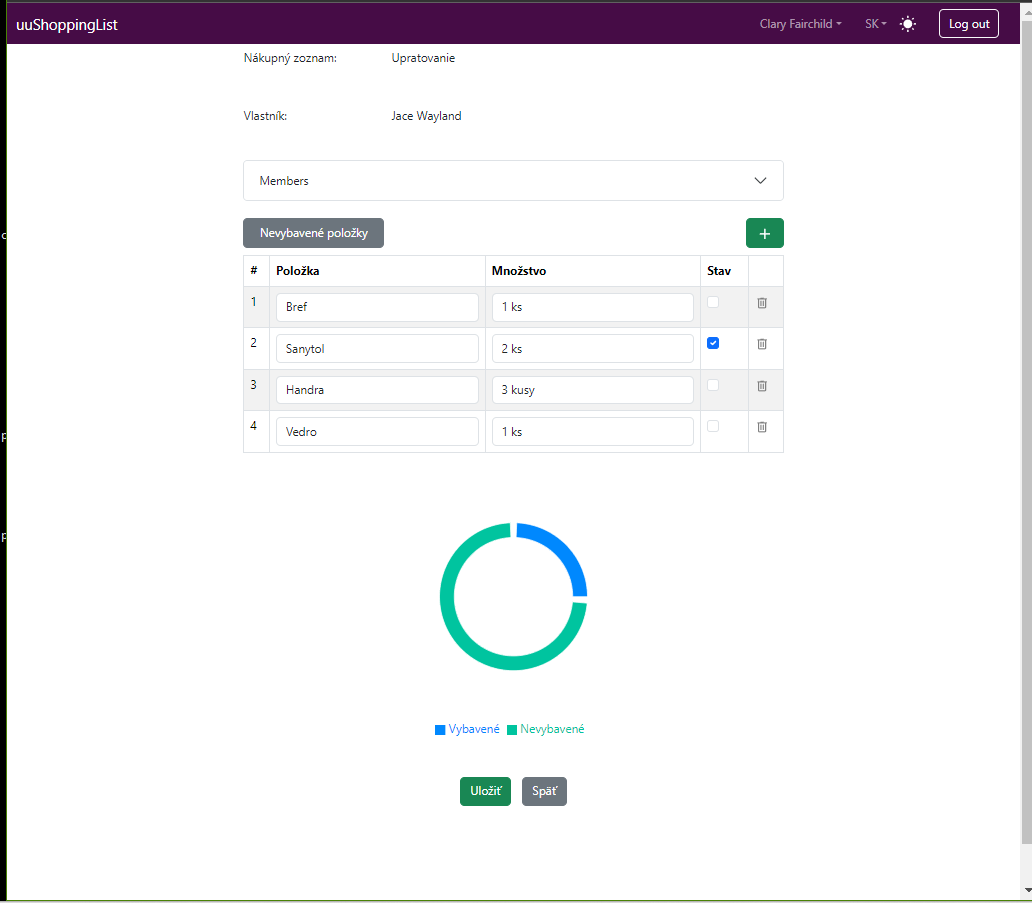 uuShoppingList Clary Fairchild SK Log out
Nákupný zoznam: Upratovanie
Vlastník: Jace Wayland
Members
Nevybavené položky +
# Položka Množstvo Stav
1 Bref 1 ks
2 Sanytol 2 ks
3 Handra 3 kusy
4 Vedro 1 ks
Vybavené Nevybavené
Uložiť Späť